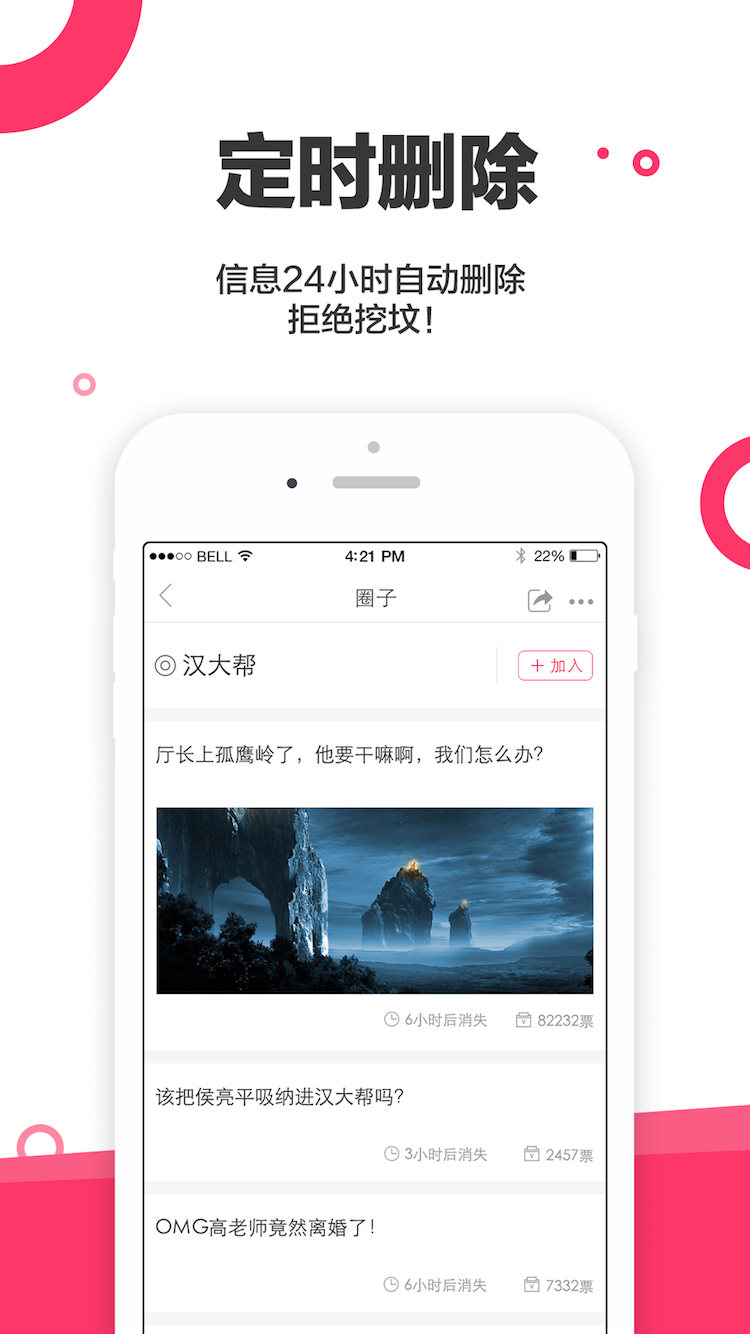 定时删除
信息24小时自动删除
拒绝挖坟!
BELL 4:21 PM 22%
圈子
汉大帮 + 加入
厅长上孤鹰岭了，他要干嘛啊，我们怎么办?
6小时后消失 82232票
该把侯亮平吸纳进汉大帮吗?
3小时后消失 2457票
OMG高老师竟然离婚了!
6小时后消失 7332票